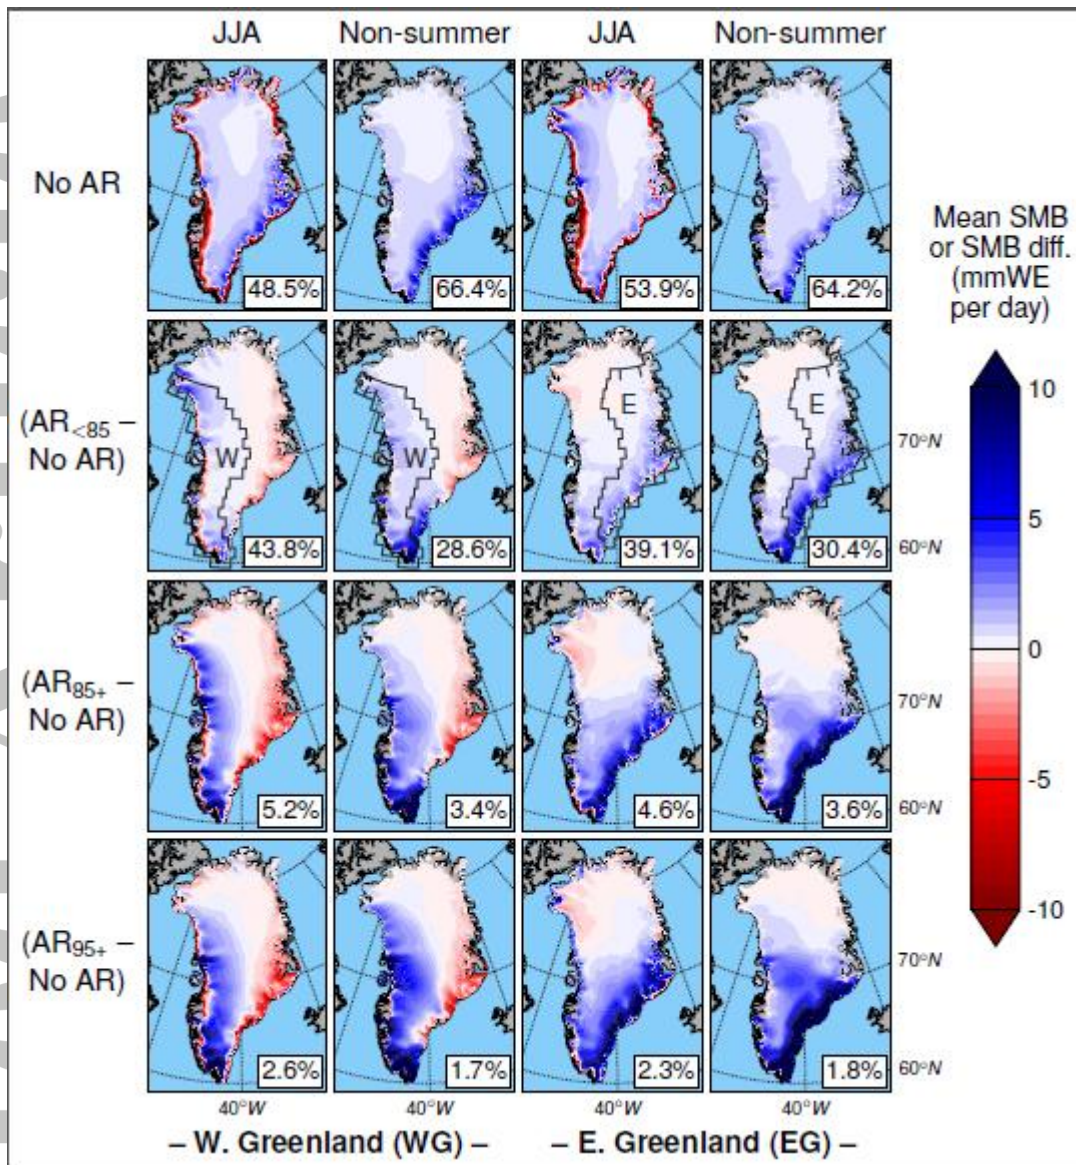 JJA Non-summer JJA Non-summer
No AR
48.5% 66.4% 53.9% 64.2%
Mean SMB
or SMB diff.
(mmWE
per day)
10
5
0
-5
-10
(AR<85 –
No AR)
W W E E
70°N
43.8% 28.6% 39.1% 30.4% 60°N
(AR85+ –
No AR)
70°N
5.2% 3.4% 4.6% 3.6% 60°N
(AR95+ –
No AR)
70°N
2.6% 1.7% 2.3% 1.8% 60°N
40°W 40°W 40°W 40°W
– W. Greenland (WG) – – E. Greenland (EG) –